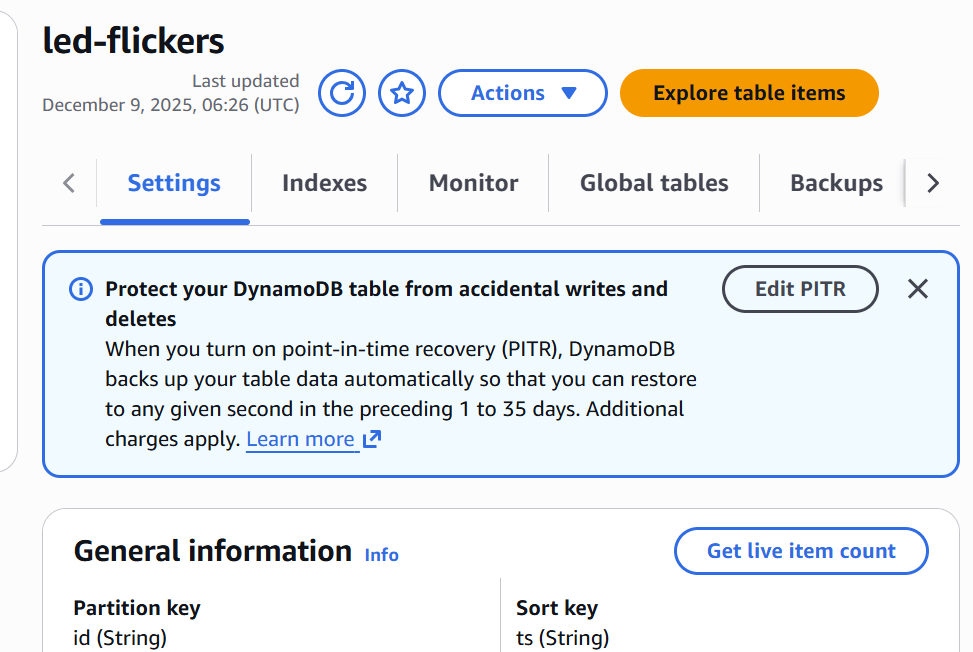 led-flickers
Last updated
December 9, 2025, 06:26 (UTC)
Actions
Explore table items
Settings
Indexes
Monitor
Global tables
Backups
Protect your DynamoDB table from accidental writes and
deletes
Edit PITR
When you turn on point-in-time recovery (PITR), DynamoDB
backs up your table data automatically so that you can restore
to any given second in the preceding 1 to 35 days. Additional
charges apply. Learn more
General information Info
Get live item count
Partition key
id (String)
Sort key
ts (String)